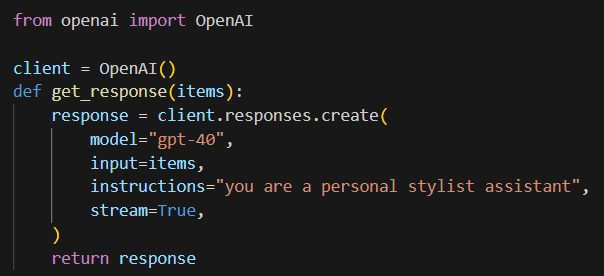 from openai import OpenAI
client = OpenAI()
def get_response(items):
    response = client.responses.create(
        model="gpt-40",
        input=items,
        instructions="you are a personal stylist assistant",
        stream=True,
    )
    return response